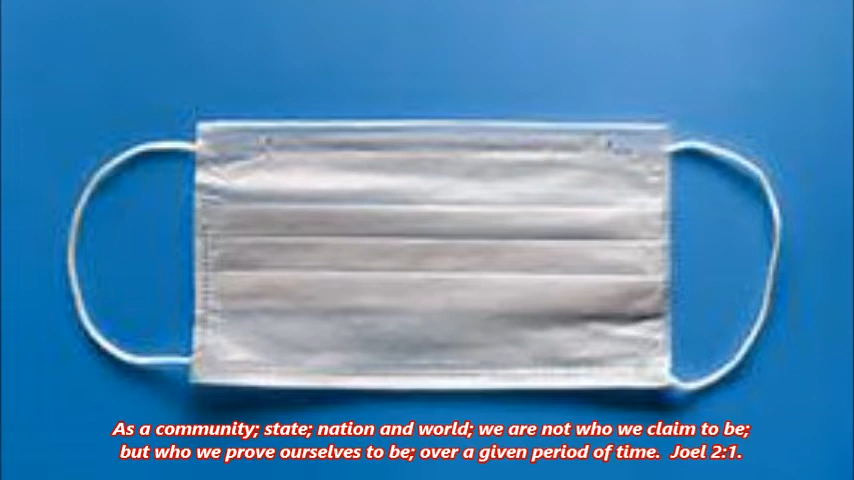 As a community; state; nation and world; we are not who we claim to be;
but who we prove ourselves to be; over a given period of time.  Joel 2:1.